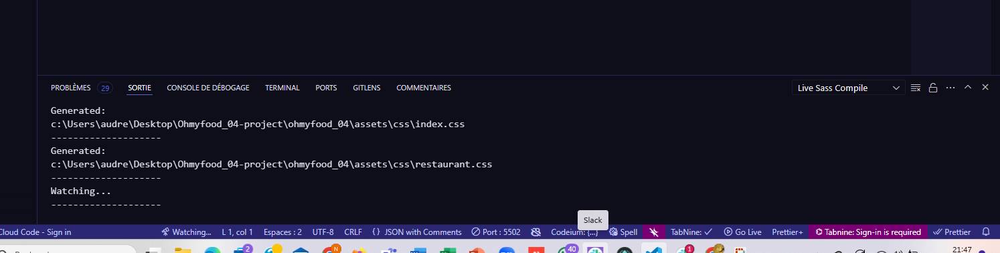 PROBLÈMES 29 SORTIE CONSOLE DE DÉBOGAGE TERMINAL PORTS GITLENS COMMENTAIRES Live Sass Compile
Generated:
c:\Users\audre\Desktop\Ohmyfood_04-project\ohmyfood_04\assets\css\index.css
--------------------
Generated:
c:\Users\audre\Desktop\Ohmyfood_04-project\ohmyfood_04\assets\css\restaurant.css
--------------------
Watching...
--------------------
Slack
Cloud Code - Sign in Watching... L 1, col 1 Espaces : 2 UTF-8 CRLF {} JSON with Comments Port : 5502 Codeium: {...} Spell TabNine: Go Live Prettier+ Tabnine: Sign-in is required Prettier
2 N 40 1 21:47